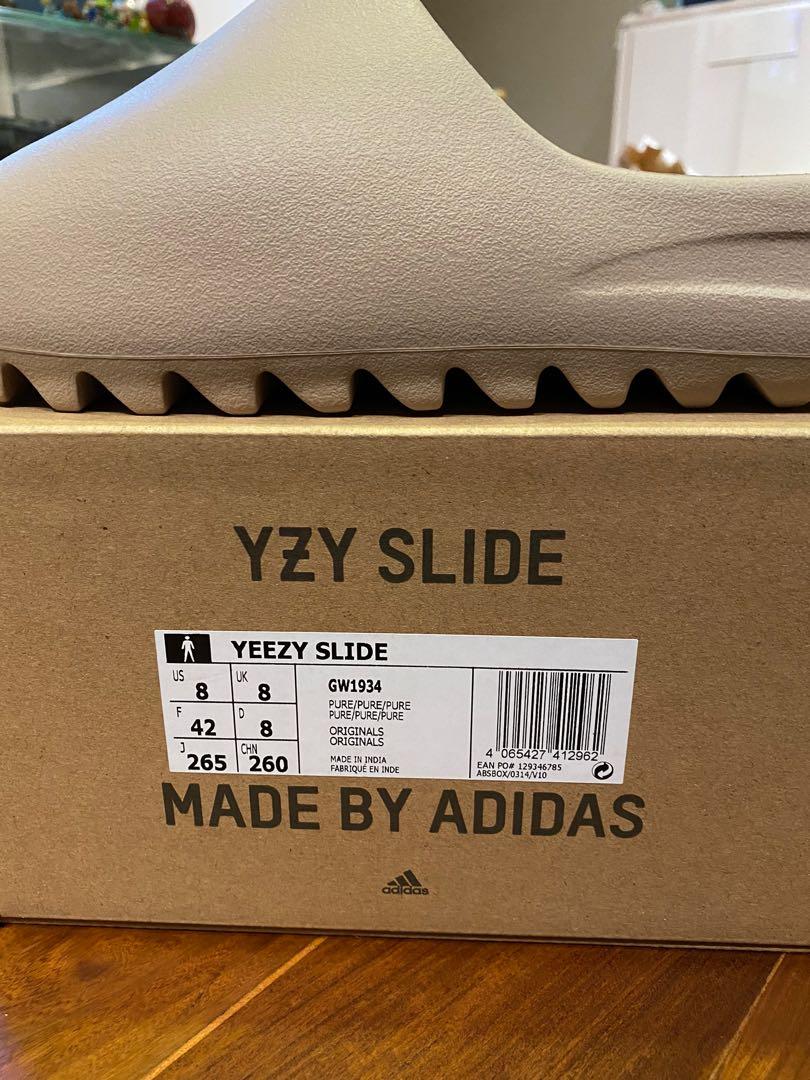 YZY SLIDE
YEEZY SLIDE
US 8 UK 8
F 42 D 8
J 265 CHN 260
GW1934
PURE/PURE/PURE
PURE/PURE/PURE
ORIGINALS
ORIGINALS
MADE IN INDIA
FABRIQUÉ EN INDE
4 065427 412962
EAN PO# 129346785
ABSBOX/0314/V10
MADE BY ADIDAS
adidas